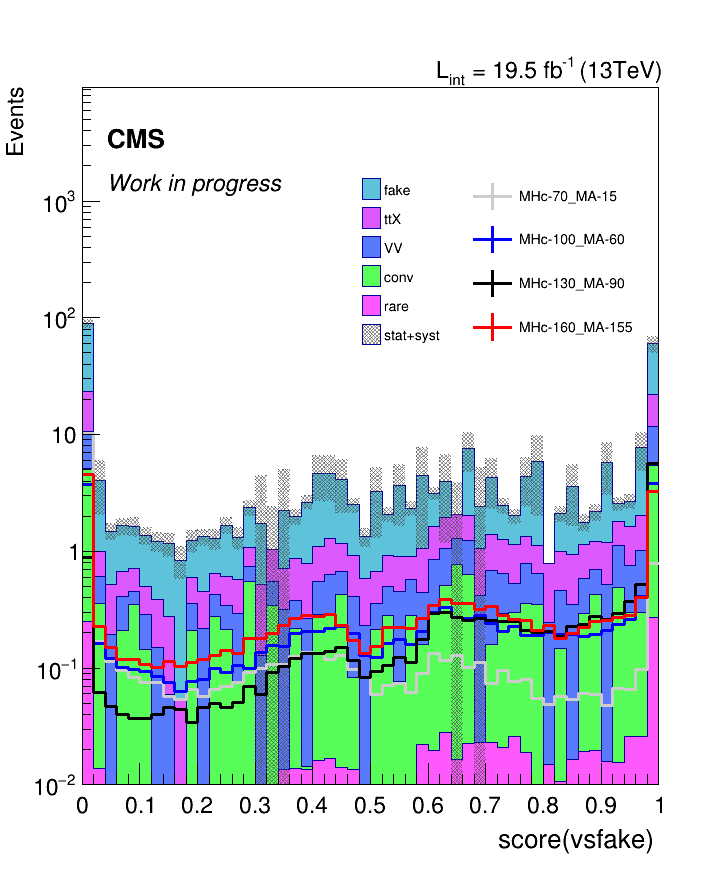 L_int = 19.5 fb^-1 (13TeV)
Events
CMS
Work in progress
fake
ttX
VV
conv
rare
stat+syst
MHc-70_MA-15
MHc-100_MA-60
MHc-130_MA-90
MHc-160_MA-155
10^3
10^2
10
1
10^−1
10^−2
0 0.1 0.2 0.3 0.4 0.5 0.6 0.7 0.8 0.9 1
score(vsfake)